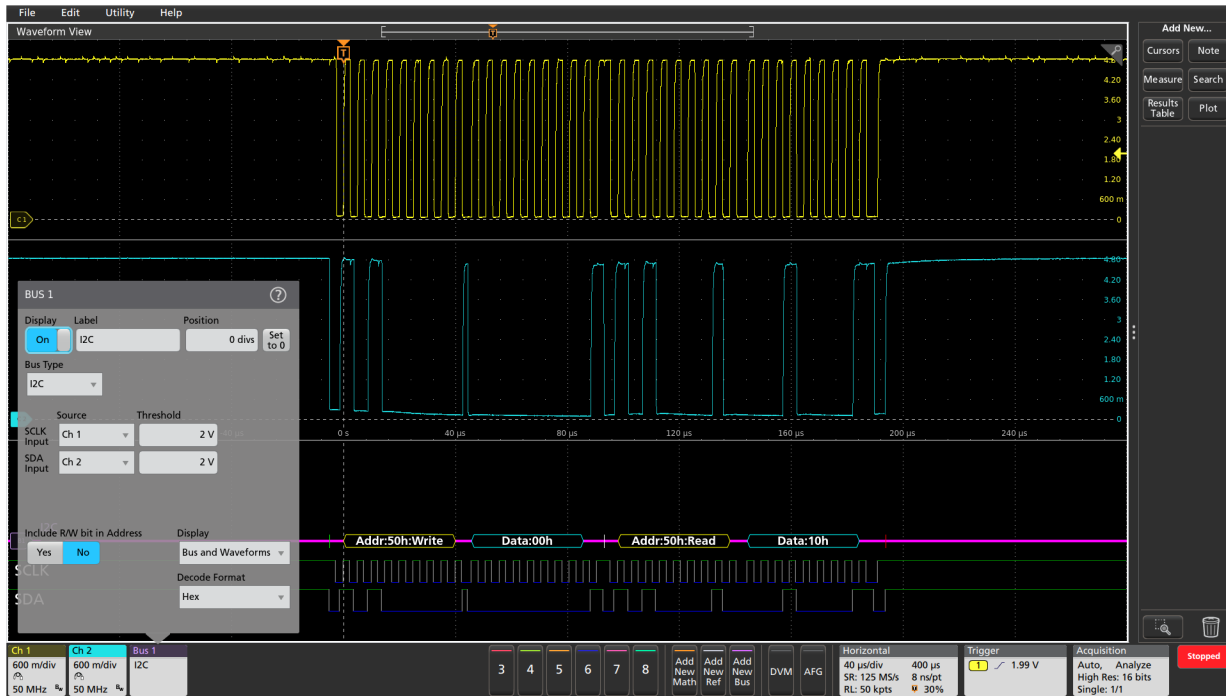 File Edit Utility Help
Waveform View
Add New...
Cursors Note
Measure Search
Results Table Plot
T
T
4.20
3.60
3
2.40
1.80
1.20
600 m
0
C1
4.80
4.20
3.60
3
2.40
1.80
1.20
600 m
0
0 s 40 µs 80 µs 120 µs 160 µs 200 µs 240 µs
BUS 1 ?
Display Label Position
On I2C 0 divs Set to 0
Bus Type
I2C
Source Threshold
SCLK Input Ch 1 2 V
SDA Input Ch 2 2 V
Include R/W bit in Address Display
Yes No Bus and Waveforms
Decode Format
Hex
I2C
Addr:50h:Write Data:00h Addr:50h:Read Data:10h
SCLK
SDA
Ch 1
600 m/div
50 MHz Bw
Ch 2
600 m/div
50 MHz Bw
Bus 1
I2C
3 4 5 6 7 8
Add New Math
Add New Ref
Add New Bus
DVM AFG
Horizontal
40 µs/div 400 µs
SR: 125 MS/s 8 ns/pt
RL: 50 kpts 30%
Trigger
1 1.99 V
Acquisition
Auto, Analyze
High Res: 16 bits
Single: 1/1
Stopped